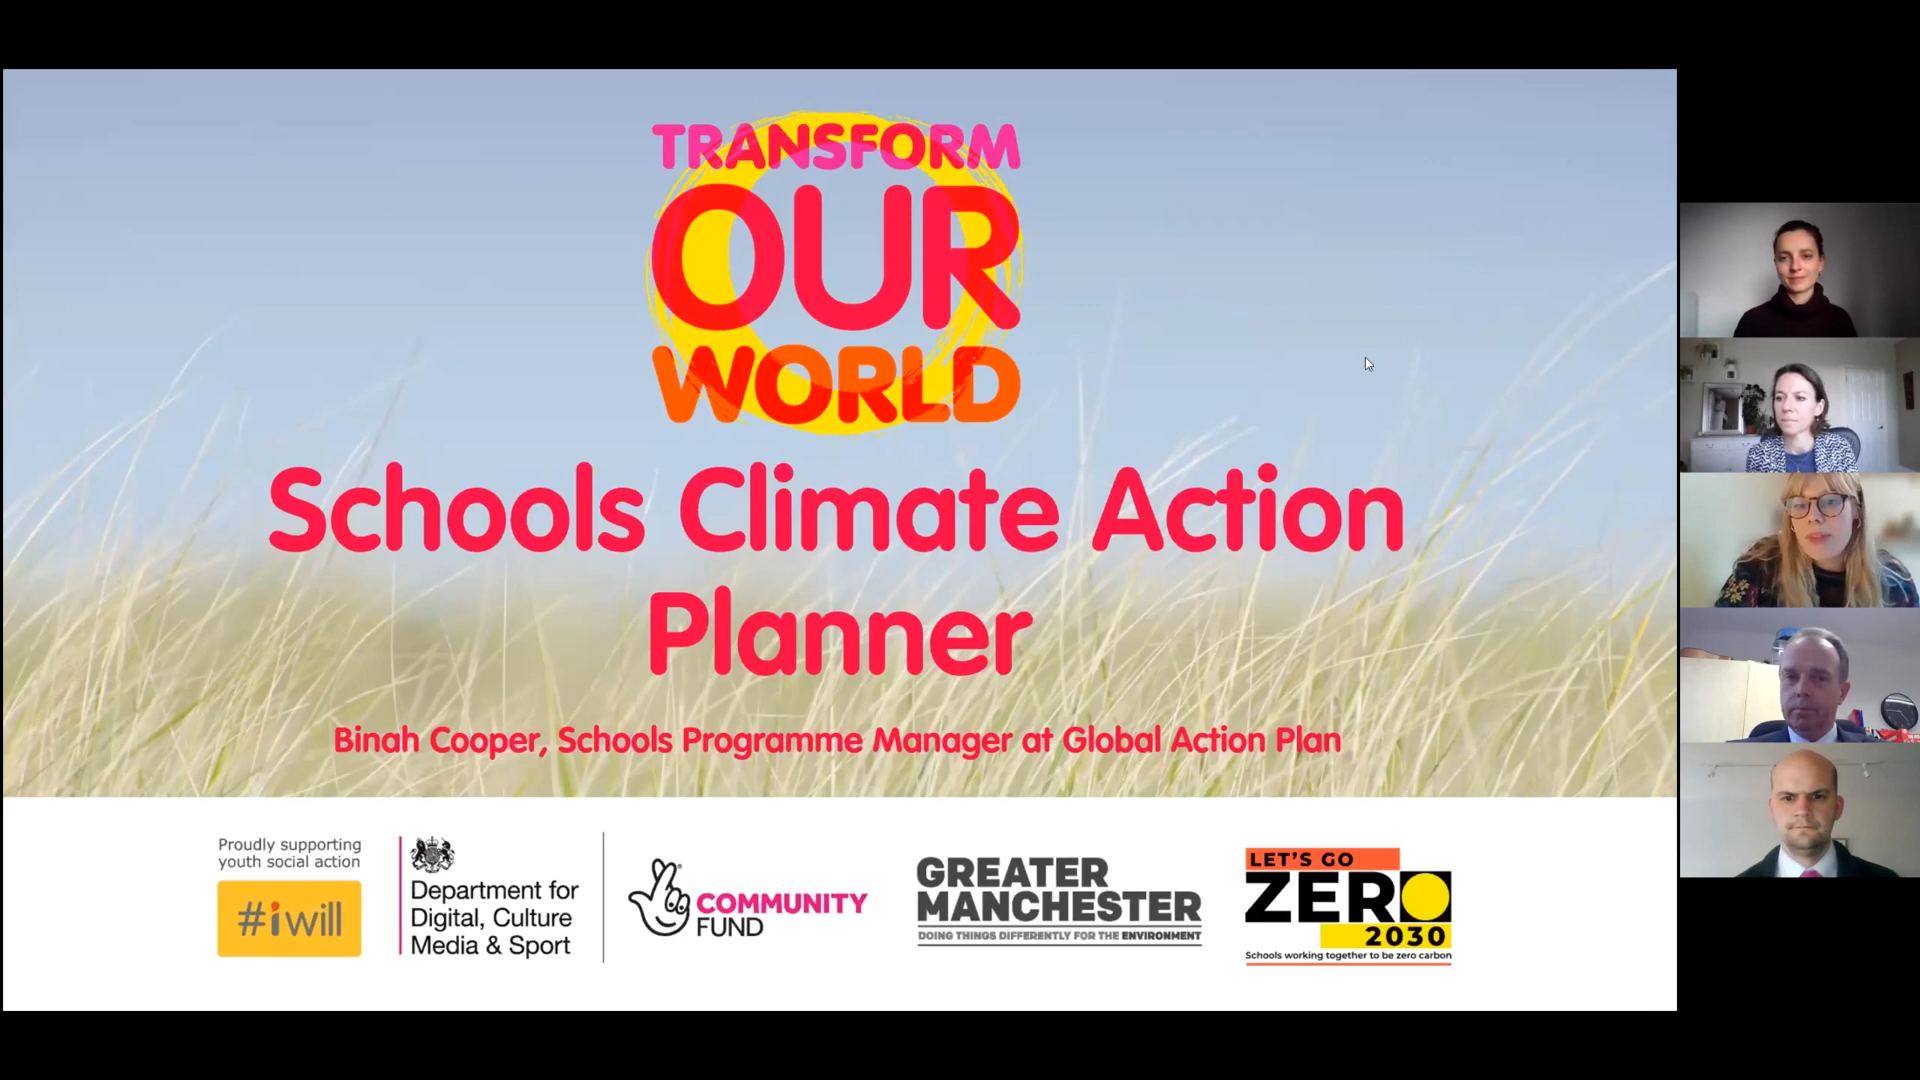 TRANSFORM
OUR
WORLD
Schools Climate Action
Planner
Binah Cooper, Schools Programme Manager at Global Action Plan
Proudly supporting
youth social action
#iwill
Department for
Digital, Culture
Media & Sport
COMMUNITY
FUND
GREATER
MANCHESTER
DOING THINGS DIFFERENTLY FOR THE ENVIRONMENT
LET'S GO
ZERO
2030
Schools working together to be zero carbon